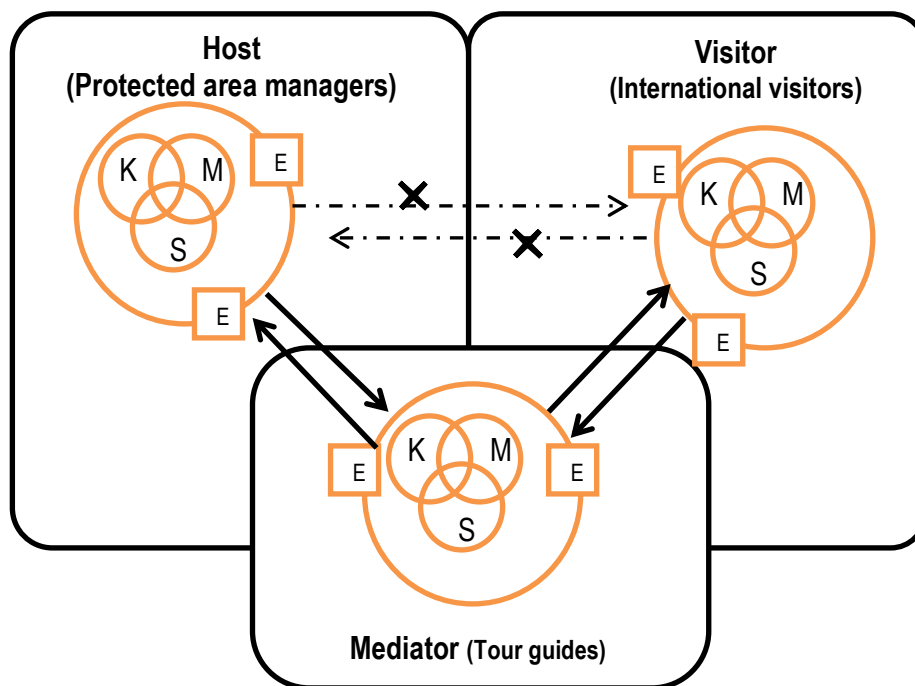 Host
(Protected area managers)
Visitor
(International visitors)
E
K M
S
E
E
K M
S
E
E
K M
S
E
Mediator (Tour guides)